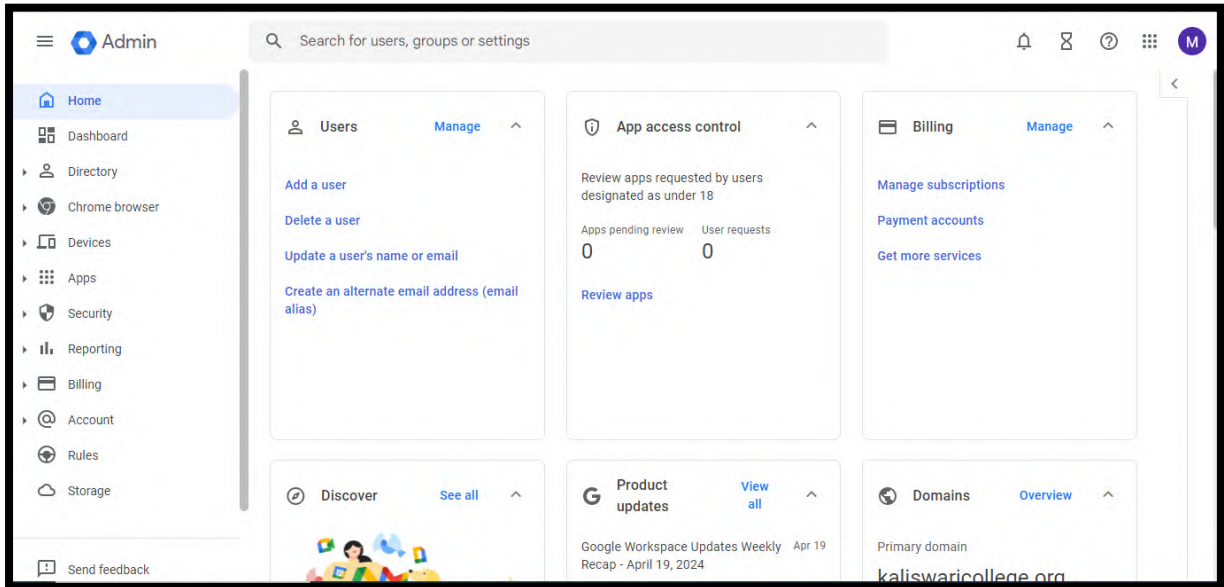 Admin
Search for users, groups or settings
M
Home
Dashboard
Directory
Chrome browser
Devices
Apps
Security
Reporting
Billing
Account
Rules
Storage
Send feedback
Users
Manage
Add a user
Delete a user
Update a user's name or email
Create an alternate email address (email
alias)
App access control
Review apps requested by users
designated as under 18
Apps pending review User requests
0 0
Review apps
Billing
Manage
Manage subscriptions
Payment accounts
Get more services
Discover
See all
Product
updates
View
all
Google Workspace Updates Weekly Apr 19
Recap - April 19, 2024
Domains
Overview
Primary domain
kaliswaricollege.org